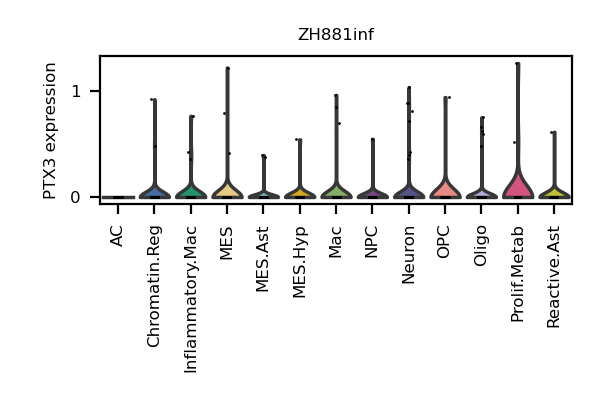 ZH881inf
PTX3 expression
1
0
AC
Chromatin.Reg
Inflammatory.Mac
MES
MES.Ast
MES.Hyp
Mac
NPC
Neuron
OPC
Oligo
Prolif.Metab
Reactive.Ast